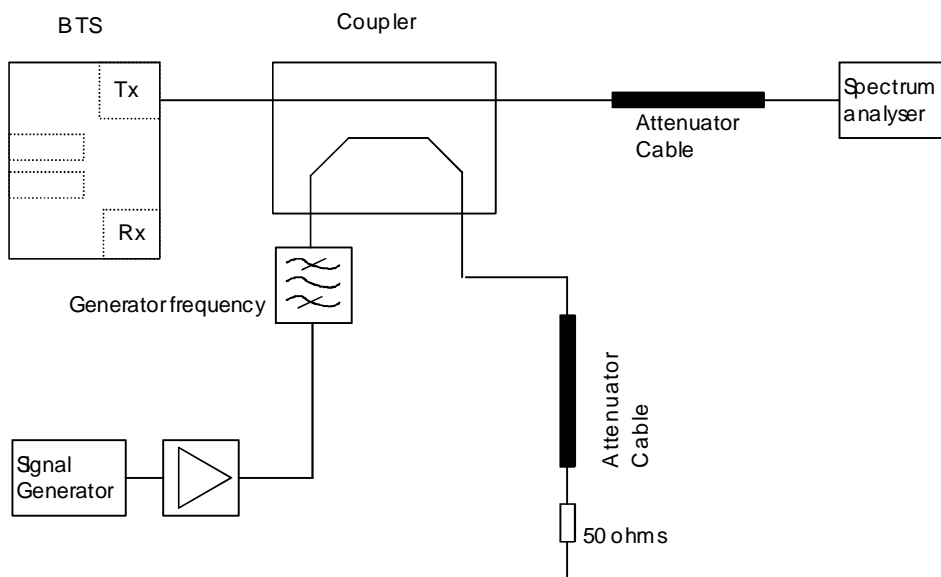 BTS
Coupler
Tx
Spectrum
analyser
Attenuator
Cable
Rx
Generator frequency
Attenuator
Cable
Signal
Generator
50 ohms